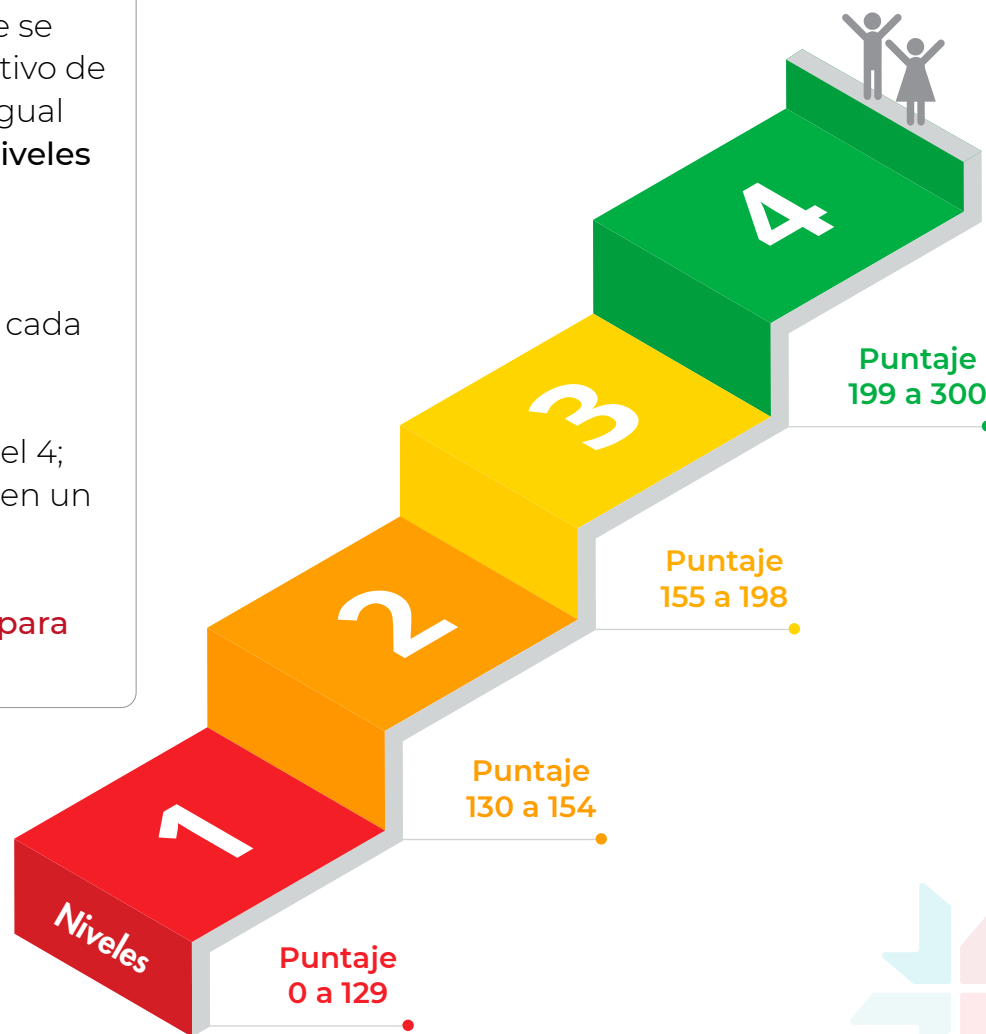 e se
tivo de
gual
iveles
cada
el 4;
en un
para
4
Puntaje
199 a 300
3
Puntaje
155 a 198
2
Puntaje
130 a 154
1
Niveles
Puntaje
0 a 129